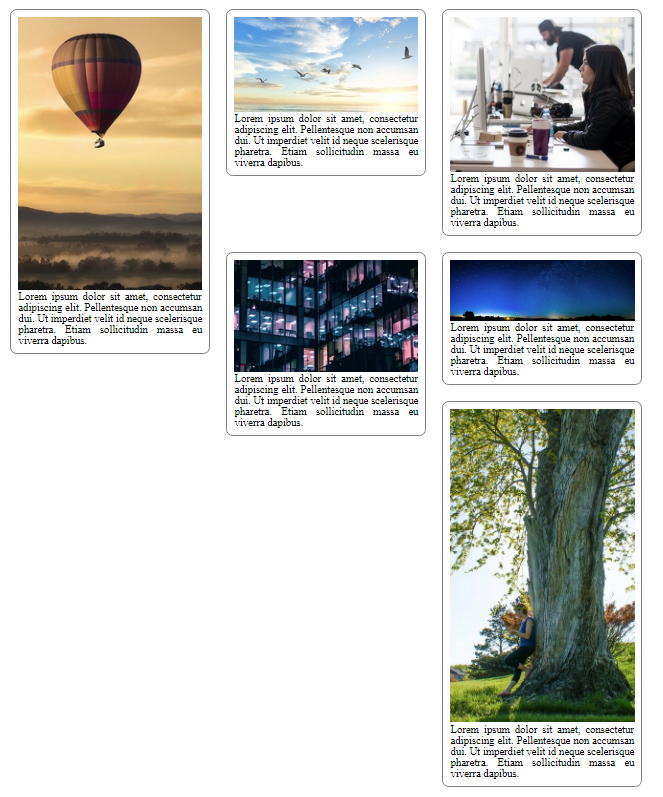 Lorem ipsum dolor sit amet, consectetur
adipiscing elit. Pellentesque non accumsan
dui. Ut imperdiet velit id neque scelerisque
pharetra. Etiam sollicitudin massa eu
viverra dapibus.
Lorem ipsum dolor sit amet, consectetur
adipiscing elit. Pellentesque non accumsan
dui. Ut imperdiet velit id neque scelerisque
pharetra. Etiam sollicitudin massa eu
viverra dapibus.
Lorem ipsum dolor sit amet, consectetur
adipiscing elit. Pellentesque non accumsan
dui. Ut imperdiet velit id neque scelerisque
pharetra. Etiam sollicitudin massa eu
viverra dapibus.
Lorem ipsum dolor sit amet, consectetur
adipiscing elit. Pellentesque non accumsan
dui. Ut imperdiet velit id neque scelerisque
pharetra. Etiam sollicitudin massa eu
viverra dapibus.
Lorem ipsum dolor sit amet, consectetur
adipiscing elit. Pellentesque non accumsan
dui. Ut imperdiet velit id neque scelerisque
pharetra. Etiam sollicitudin massa eu
viverra dapibus.
Lorem ipsum dolor sit amet, consectetur
adipiscing elit. Pellentesque non accumsan
dui. Ut imperdiet velit id neque scelerisque
pharetra. Etiam sollicitudin massa eu
viverra dapibus.